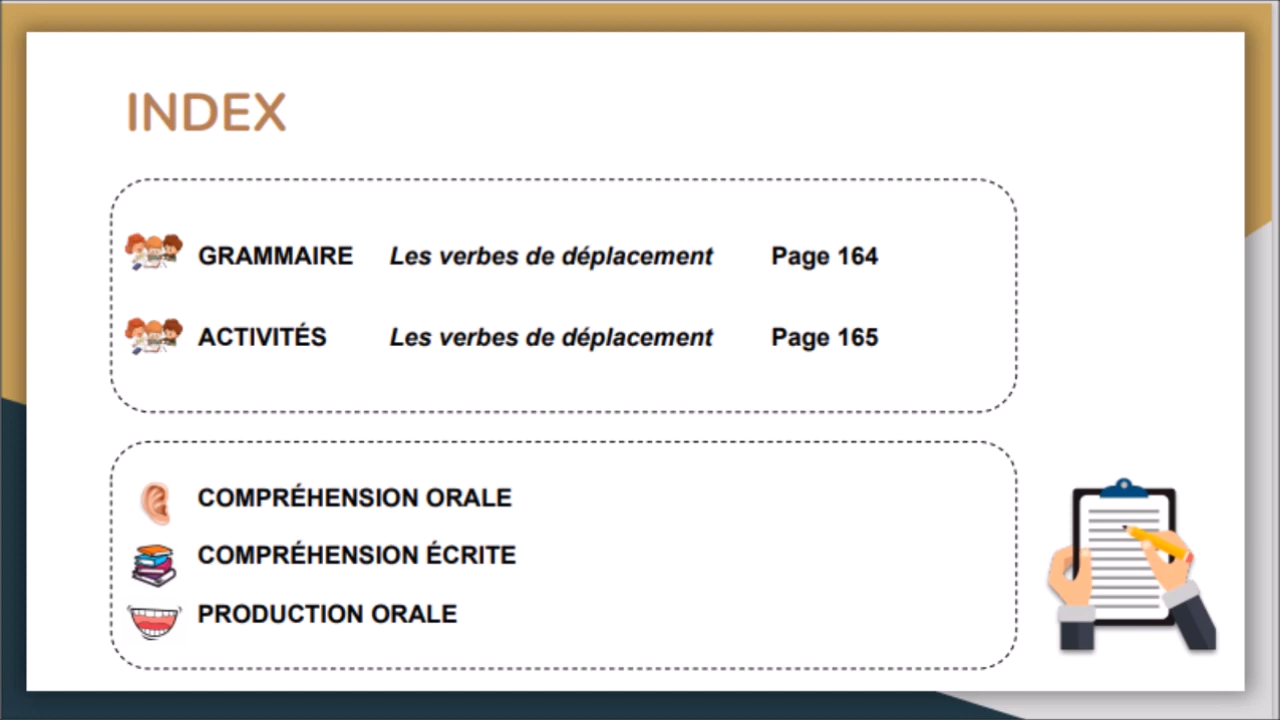 INDEX
GRAMMAIRE Les verbes de déplacement Page 164
ACTIVITÉS Les verbes de déplacement Page 165
COMPRÉHENSION ORALE
COMPRÉHENSION ÉCRITE
PRODUCTION ORALE